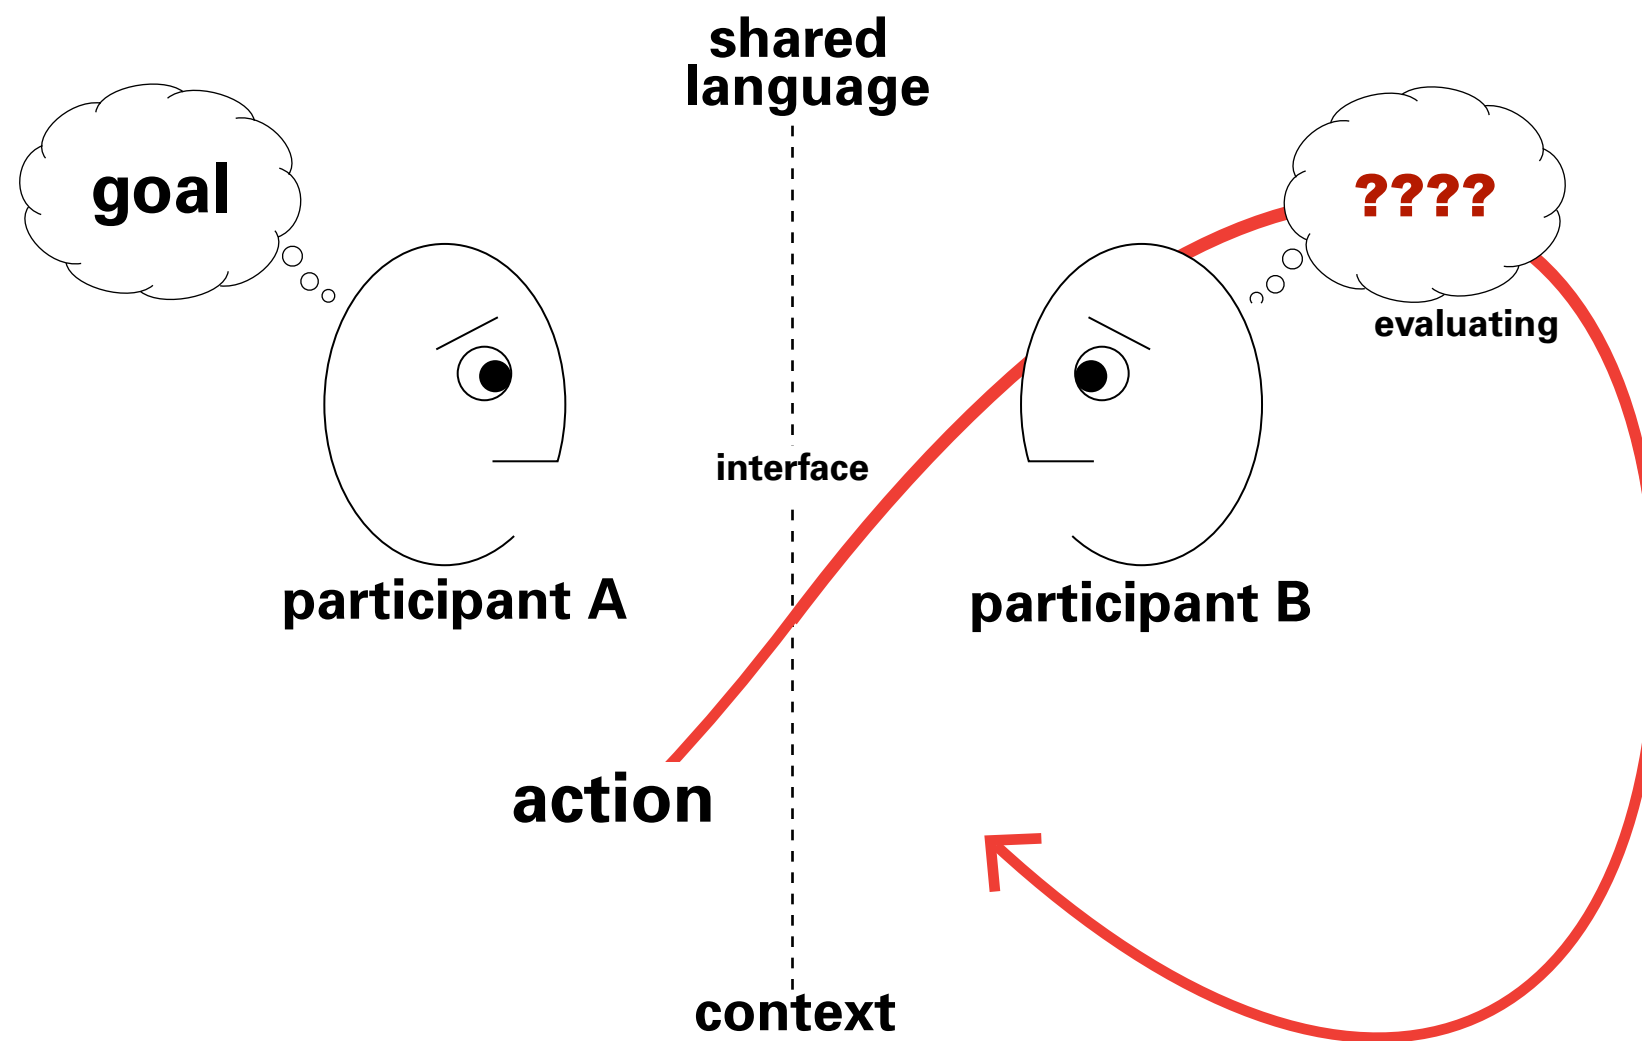 shared
language
goal
????
evaluating
interface
participant A
participant B
action
context